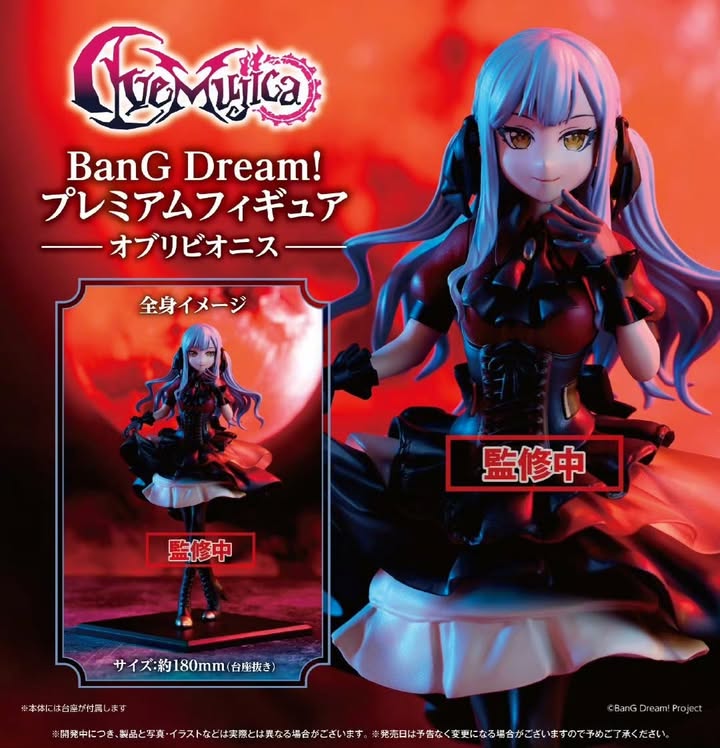 Ave Mujica
BanG Dream!
プレミアムフィギュア
オブリビオニス
全身イメージ
監修中
監修中
サイズ:約180mm(台座抜き)
※本体には台座が付属します
©BanG Dream! Project
※開発中につき、製品と写真・イラストなどは実際とは異なる場合がございます。※発売日は予告なく変更になる場合がございますので予めご了承ください。